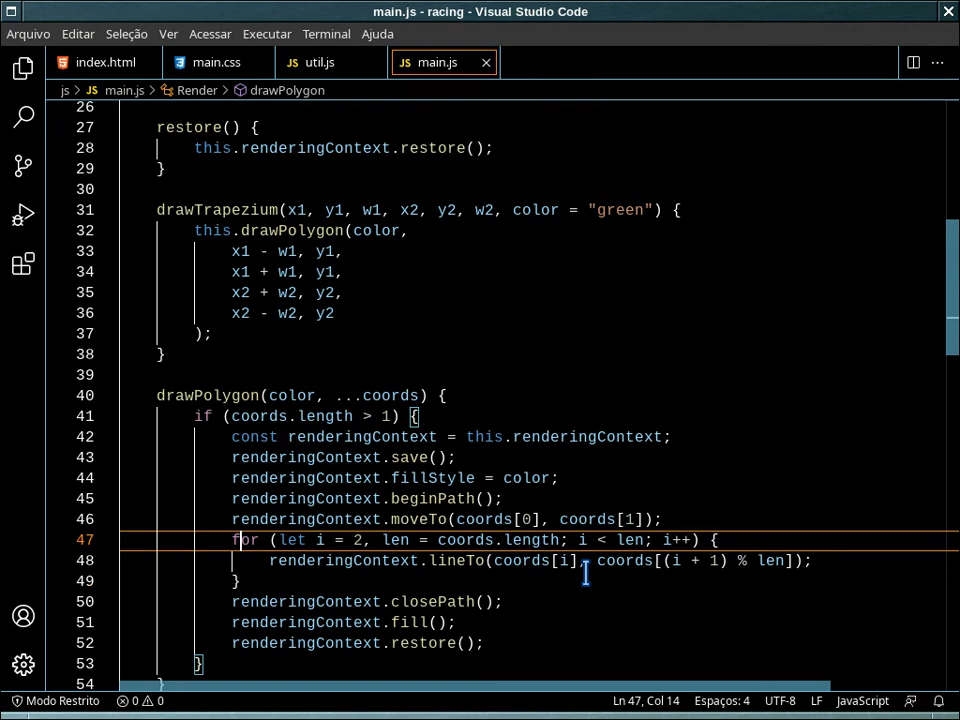 main.js - racing - Visual Studio Code
Arquivo Editar Seleção Ver Acessar Executar Terminal Ajuda
index.html main.css JS util.js JS main.js
js > JS main.js > Render > drawPolygon
26
27 restore() {
28 this.renderingContext.restore();
29 }
30
31 drawTrapezium(x1, y1, w1, x2, y2, w2, color = "green") {
32 this.drawPolygon(color,
33 x1 - w1, y1,
34 x1 + w1, y1,
35 x2 + w2, y2,
36 x2 - w2, y2
37 );
38 }
39
40 drawPolygon(color, ...coords) {
41 if (coords.length > 1) {
42 const renderingContext = this.renderingContext;
43 renderingContext.save();
44 renderingContext.fillStyle = color;
45 renderingContext.beginPath();
46 renderingContext.moveTo(coords[0], coords[1]);
47 for (let i = 2, len = coords.length; i < len; i++) {
48 renderingContext.lineTo(coords[i], coords[(i + 1) % len]);
49 }
50 renderingContext.closePath();
51 renderingContext.fill();
52 renderingContext.restore();
53 }
54 }
Modo Restrito 0 0 Ln 47, Col 14 Espaços: 4 UTF-8 LF JavaScript